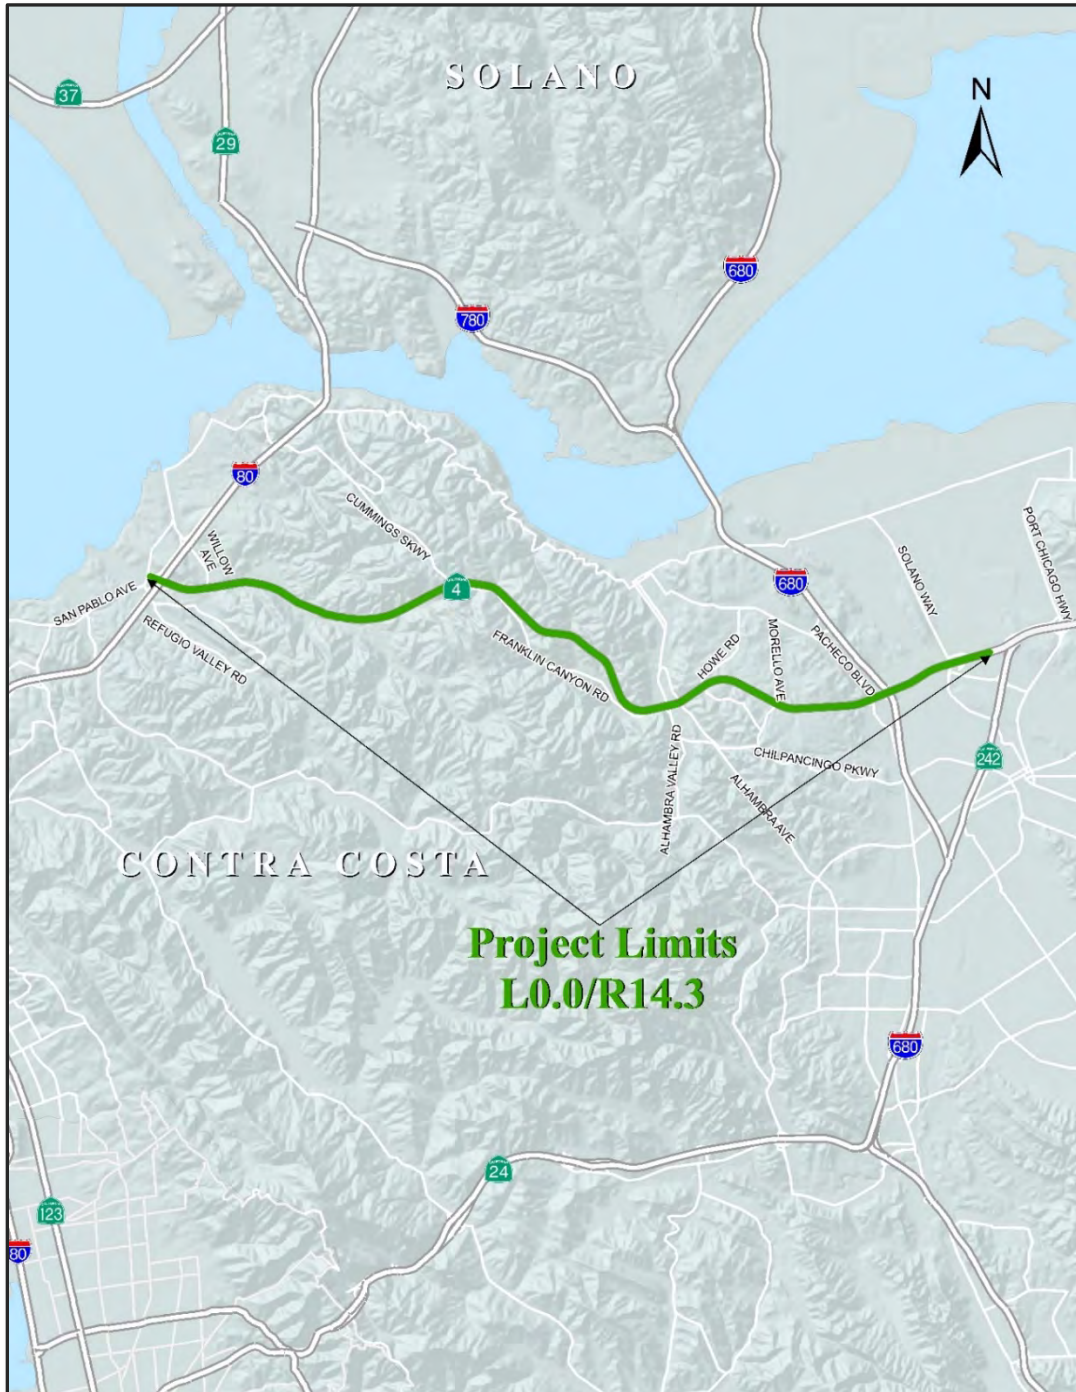 SOLANO
N
37
29
680
780
80
CUMMINGS SKWY
WILLOW
AVE
4
SAN PABLO AVE
REFUGIO VALLEY RD
FRANKLIN CANYON RD
HOWE RD
MORELLO AVE
680
PACHECO BLVD
SOLANO WAY
PORT CHICAGO HWY
ALHAMBRA VALLEY RD
CHILPANCINGO PKWY
ALHAMBRA AVE
242
CONTRA COSTA
Project Limits
L0.0/R14.3
680
24
123
80